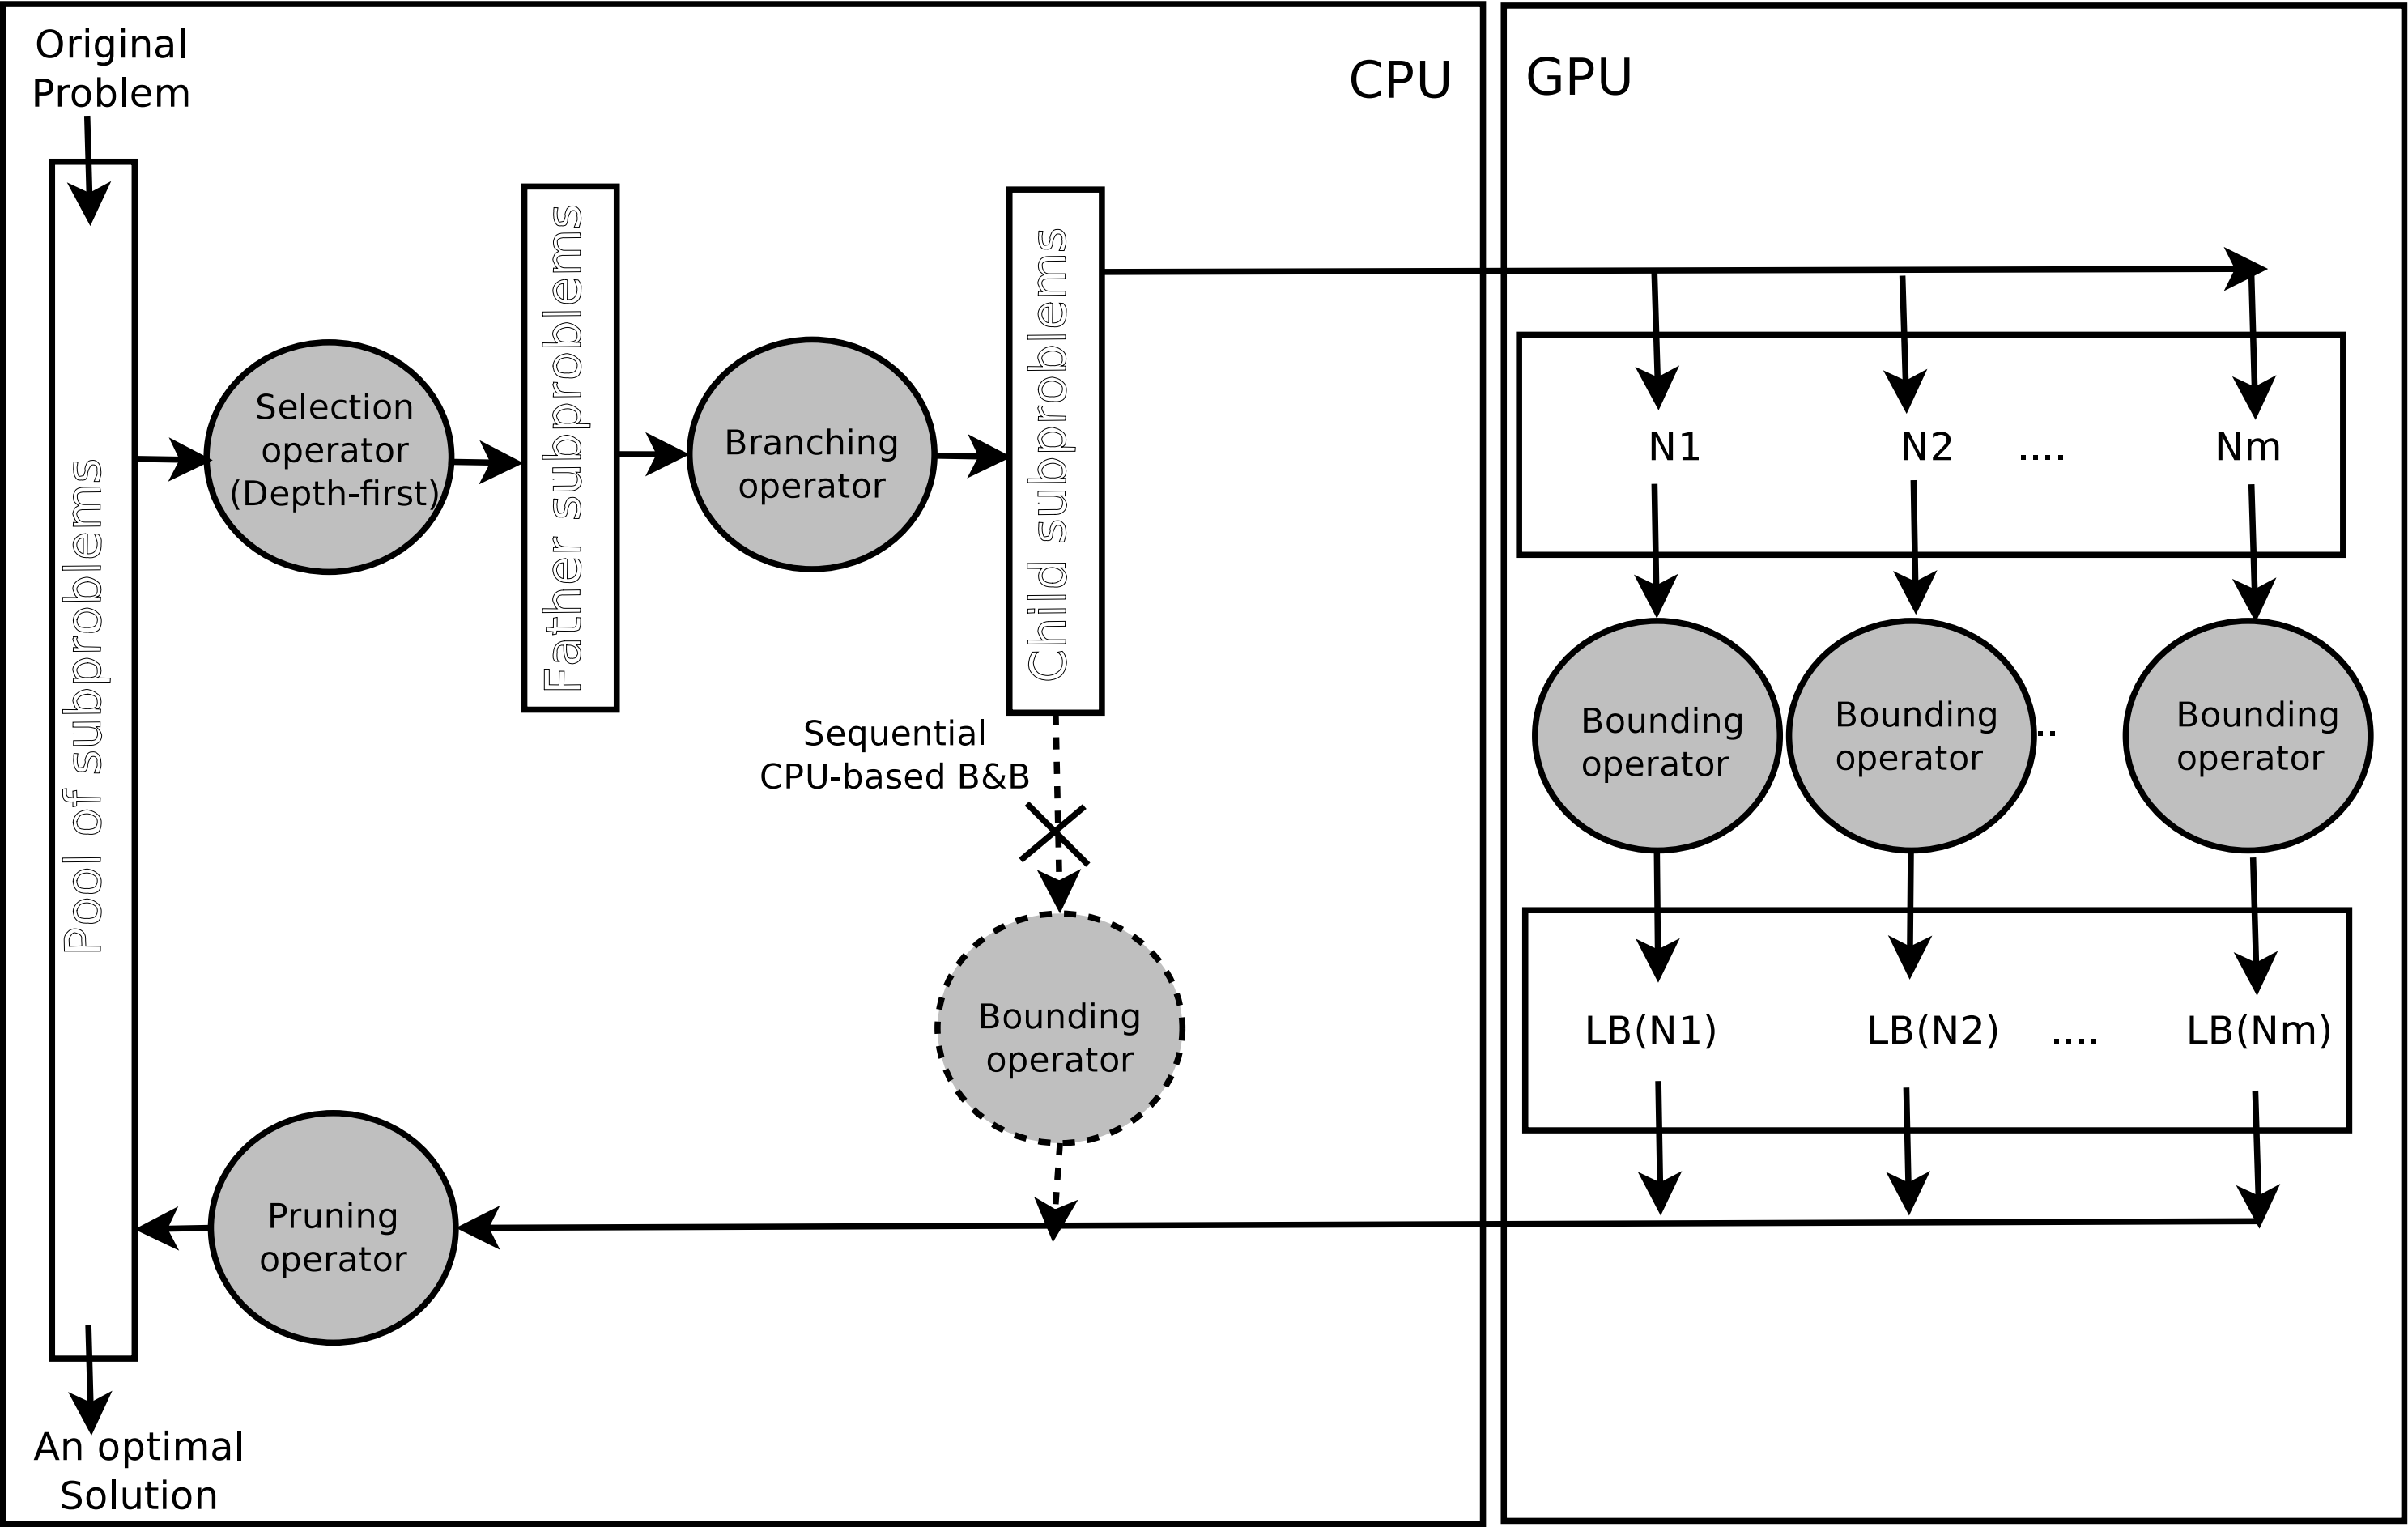 Original
Problem
CPU
GPU
Pool of subproblems
Selection
operator
(Depth-first)
Father subproblems
Branching
operator
Child subproblems
N1 N2 .... Nm
Sequential
CPU-based B&B
Bounding
operator
Bounding
operator
..
Bounding
operator
Bounding
operator
LB(N1) LB(N2) .... LB(Nm)
Pruning
operator
An optimal
Solution